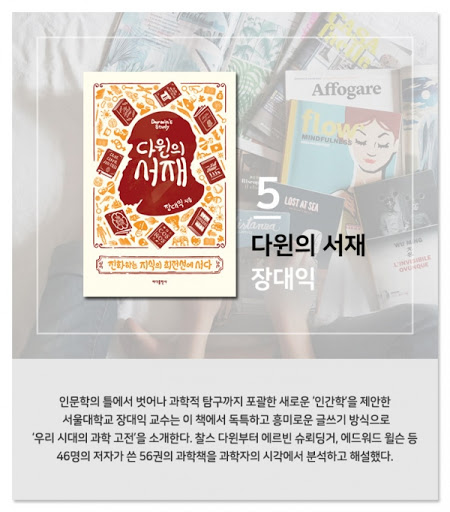 Affogare
flow
MINDFULNESS
LOST AT SEA
Darwin's
Study
다윈의
서재
장대익 지음
진화하는 지식의 최전선에 서다
바다출판사
5
다윈의 서재
장대익
인문학의 틀에서 벗어나 과학적 탐구까지 포괄한 새로운 '인간학'을 제안한
서울대학교 장대익 교수는 이 책에서 독특하고 흥미로운 글쓰기 방식으로
'우리 시대의 과학 고전'을 소개한다. 찰스 다윈부터 에르빈 슈뢰딩거, 에드워드 윌슨 등
46명의 저자가 쓴 56권의 과학책을 과학자의 시각에서 분석하고 해설했다.